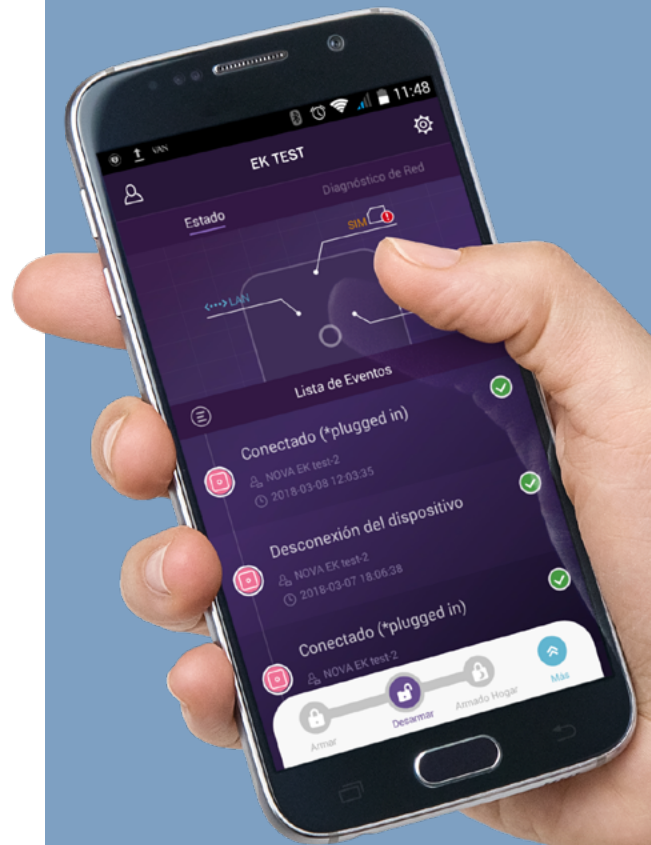 VAN
11:48
EK TEST
Estado
Diagnóstico de Red
SIM
LAN
Lista de Eventos
Conectado (*plugged in)
NOVA EK test-2
2018-03-08 12:03:35
Desconexión del dispositivo
NOVA EK test-2
2018-03-07 18:06:38
Conectado (*plugged in)
NOVA EK test-2
Armar
Desarmar
Armado Hogar
Más